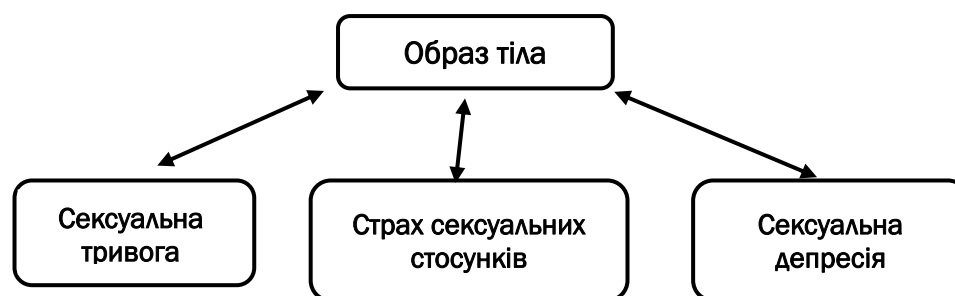 Образ тіла
Сексуальна
тривога
Страх сексуальних
стосунків
Сексуальна
депресія